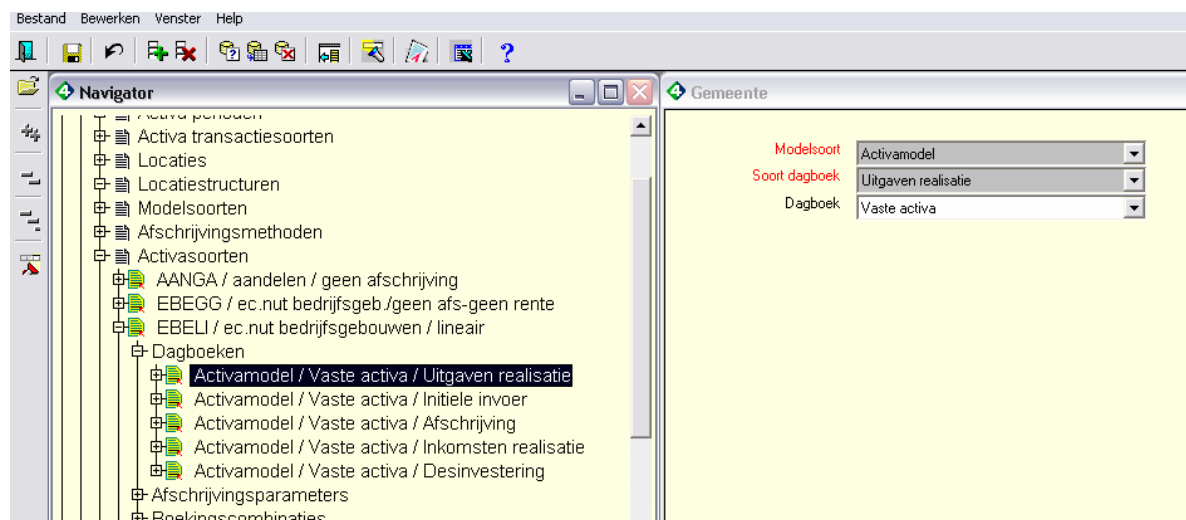 Bestand Bewerken Venster Help
Navigator
Activa perioden
Activa transactiesoorten
Locaties
Locatiestructuren
Modelsoorten
Afschrijvingsmethoden
Activasoorten
AANGA / aandelen / geen afschrijving
EBEGG / ec.nut bedrijfsgeb./geen afs-geen rente
EBELI / ec.nut bedrijfsgebouwen / lineair
Dagboeken
Activamodel / Vaste activa / Uitgaven realisatie
Activamodel / Vaste activa / Initiele invoer
Activamodel / Vaste activa / Afschrijving
Activamodel / Vaste activa / Inkomsten realisatie
Activamodel / Vaste activa / Desinvestering
Afschrijvingsparameters
Boekingscombinaties
Gemeente
Modelsoort Activamodel
Soort dagboek Uitgaven realisatie
Dagboek Vaste activa